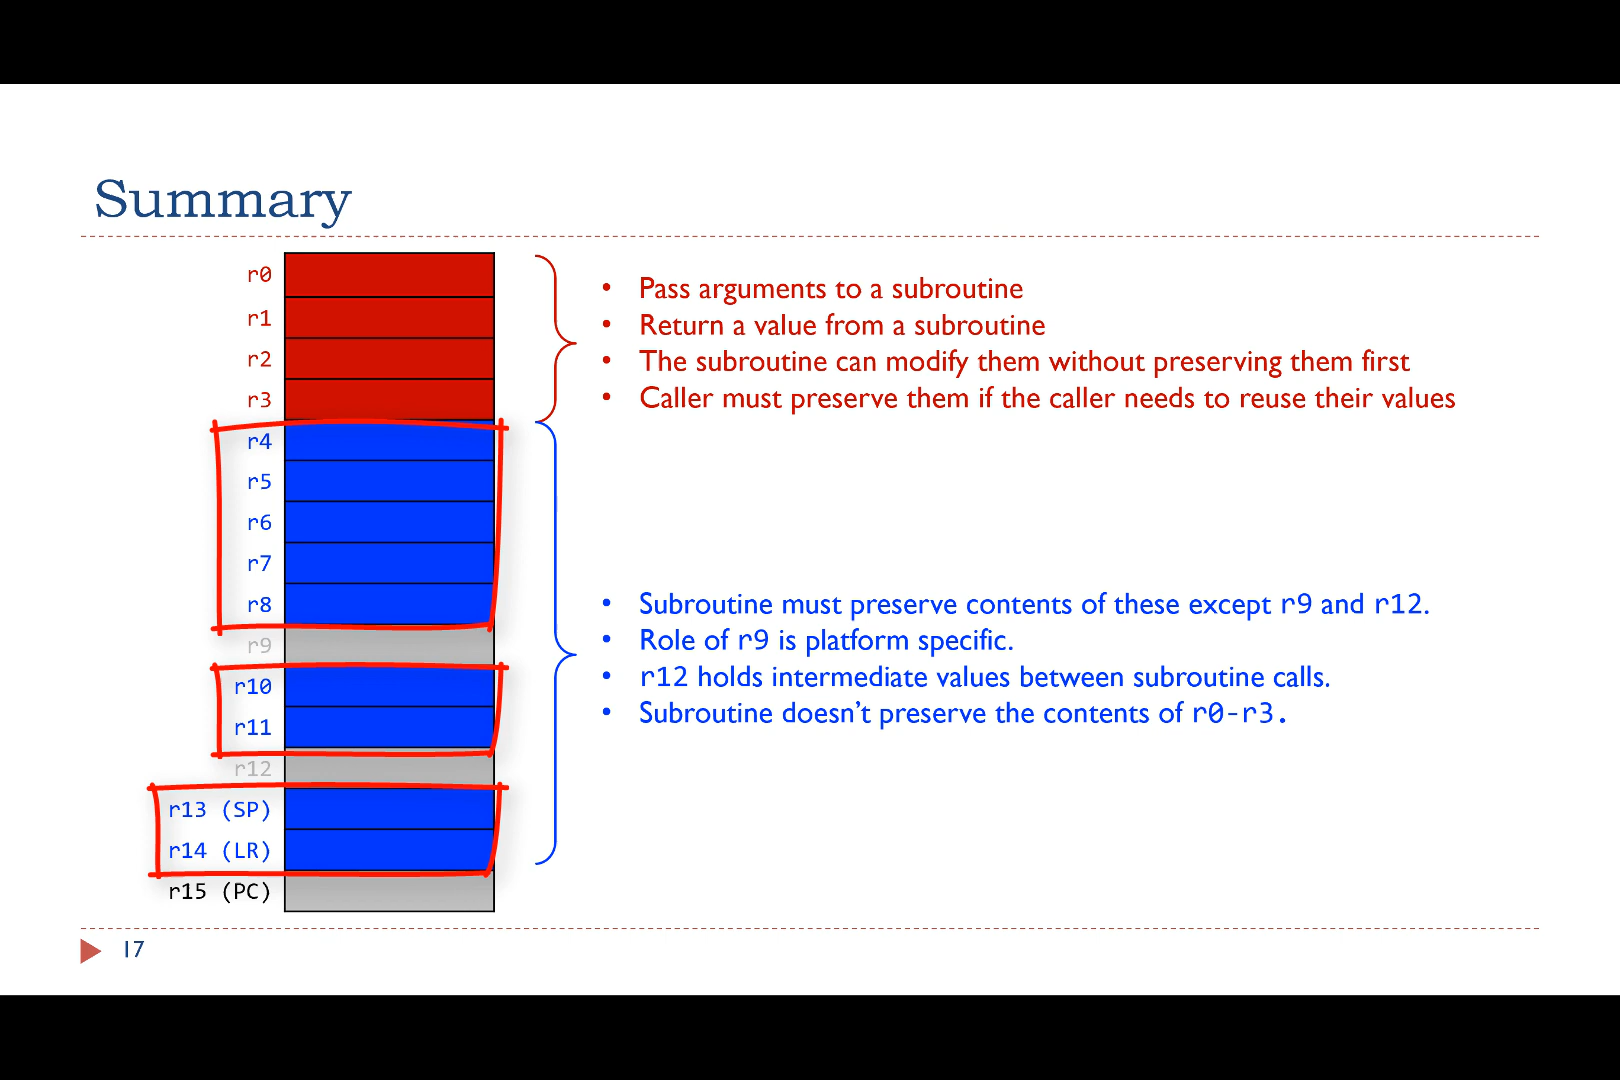 Summary
r0
r1
r2
r3
r4
r5
r6
r7
r8
r9
r10
r11
r12
r13 (SP)
r14 (LR)
r15 (PC)
• Pass arguments to a subroutine
• Return a value from a subroutine
• The subroutine can modify them without preserving them first
• Caller must preserve them if the caller needs to reuse their values
• Subroutine must preserve contents of these except r9 and r12.
• Role of r9 is platform specific.
• r12 holds intermediate values between subroutine calls.
• Subroutine doesn’t preserve the contents of r0-r3.
17